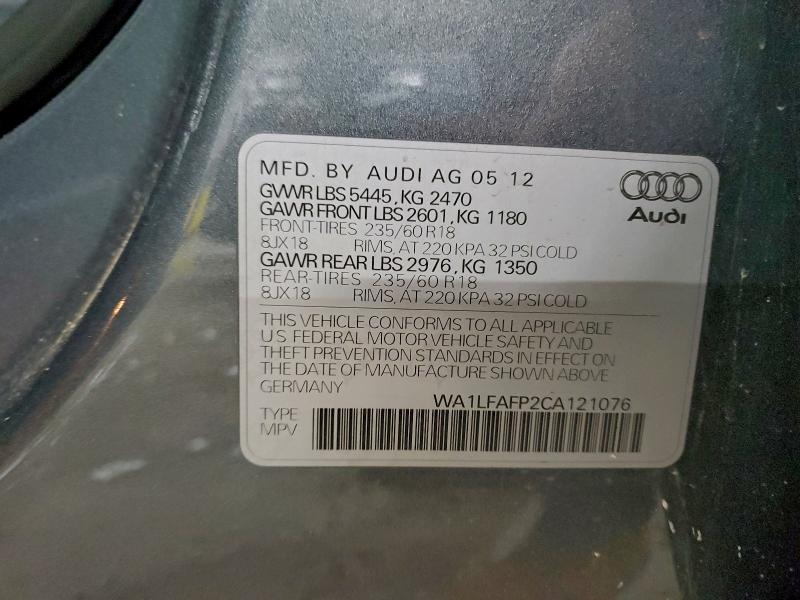 MFD. BY AUDI AG 05 12
GVWR LBS 5445, KG 2470
GAWR FRONT LBS 2601, KG 1180
FRONT-TIRES 235/60 R18
8JX18 RIMS, AT 220 KPA 32 PSI COLD
GAWR REAR LBS 2976, KG 1350
REAR-TIRES 235/60 R18
8JX18 RIMS, AT 220 KPA 32 PSI COLD
Audi
THIS VEHICLE CONFORMS TO ALL APPLICABLE
U.S. FEDERAL MOTOR VEHICLE SAFETY AND
THEFT PREVENTION STANDARDS IN EFFECT ON
THE DATE OF MANUFACTURE SHOWN ABOVE
GERMANY
WA1LFAFP2CA121076
TYPE
MPV